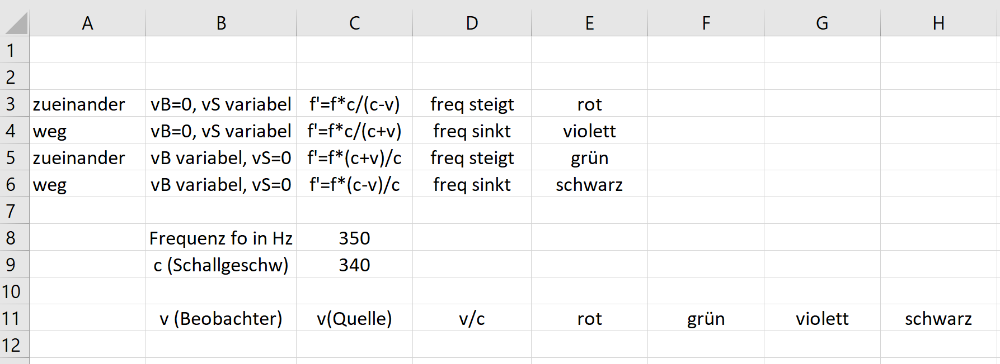 A B C D E F G H
1
2
3 zueinander vB=0, vS variabel f'=f*c/(c-v) freq steigt rot
4 weg vB=0, vS variabel f'=f*c/(c+v) freq sinkt violett
5 zueinander vB variabel, vS=0 f'=f*(c+v)/c freq steigt grün
6 weg vB variabel, vS=0 f'=f*(c-v)/c freq sinkt schwarz
7
8 Frequenz fo in Hz 350
9 c (Schallgeschw) 340
10
11 v (Beobachter) v(Quelle) v/c rot grün violett schwarz
12